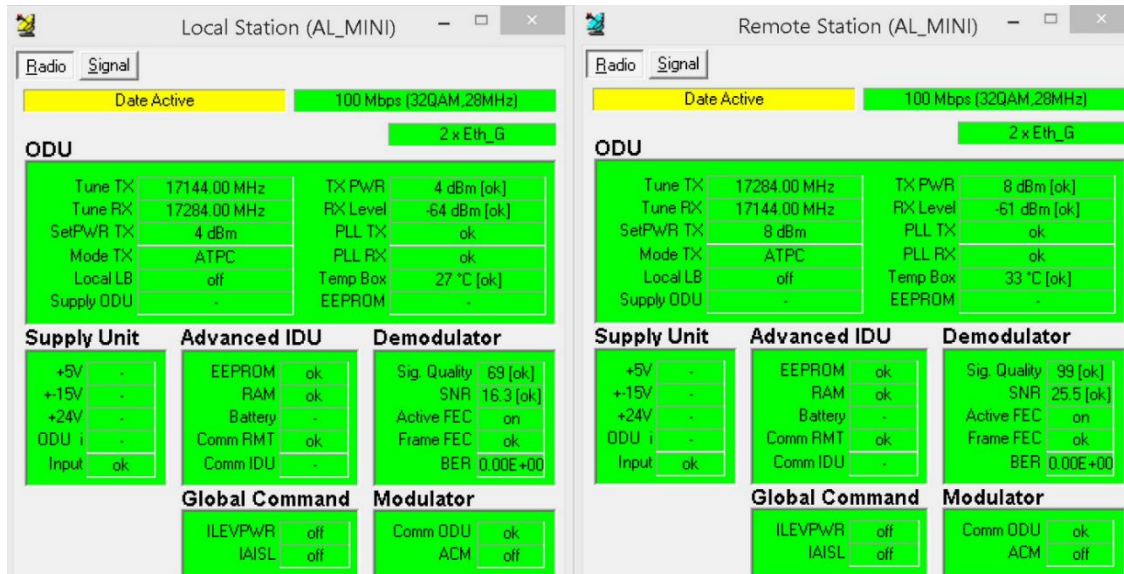 Local Station (AL_MINI)
Radio Signal
Date Active 100 Mbps (32QAM,28MHz)
2 x Eth_G
ODU
Tune TX 17144.00 MHz TX PWR 4 dBm [ok]
Tune RX 17284.00 MHz RX Level -64 dBm [ok]
SetPWR TX 4 dBm PLL TX ok
Mode TX ATPC PLL RX ok
Local LB off Temp Box 27 °C [ok]
Supply ODU - EEPROM -
Supply Unit Advanced IDU Demodulator
+5V - EEPROM ok Sig. Quality 69 [ok]
+-15V - RAM ok SNR 16.3 [ok]
+24V - Battery - Active FEC on
ODU i - Comm RMT ok Frame FEC ok
Input ok Comm IDU - BER 0.00E+00
Global Command Modulator
ILEVPWR off Comm ODU ok
IAISL off ACM off
Remote Station (AL_MINI)
Radio Signal
Date Active 100 Mbps (32QAM,28MHz)
2 x Eth_G
ODU
Tune TX 17284.00 MHz TX PWR 8 dBm [ok]
Tune RX 17144.00 MHz RX Level -61 dBm [ok]
SetPWR TX 8 dBm PLL TX ok
Mode TX ATPC PLL RX ok
Local LB off Temp Box 33 °C [ok]
Supply ODU - EEPROM -
Supply Unit Advanced IDU Demodulator
+5V - EEPROM ok Sig. Quality 99 [ok]
+-15V - RAM ok SNR 25.5 [ok]
+24V - Battery - Active FEC on
ODU i - Comm RMT ok Frame FEC ok
Input ok Comm IDU - BER 0.00E+00
Global Command Modulator
ILEVPWR off Comm ODU ok
IAISL off ACM off